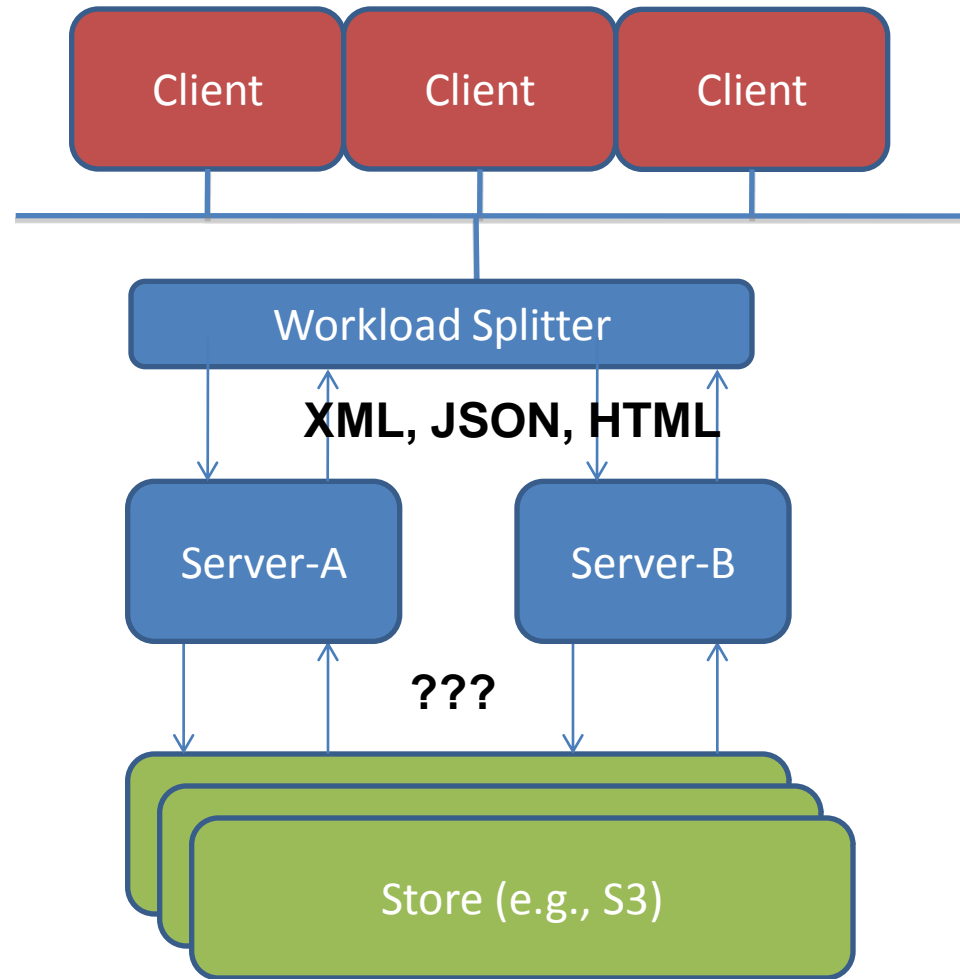 Client Client Client
Workload Splitter
XML, JSON, HTML
Server-A Server-B
???
Store (e.g., S3)